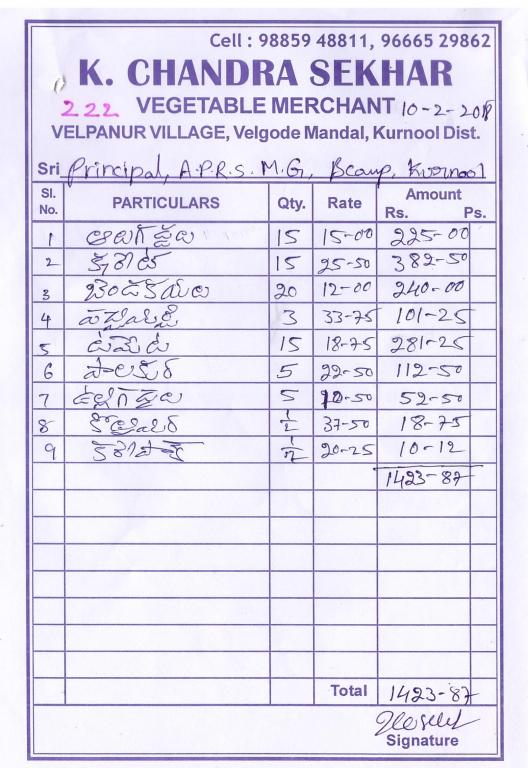 Cell : 98859 48811, 96665 29862
K. CHANDRA SEKHAR
222 VEGETABLE MERCHANT 10-2-2018
VELPANUR VILLAGE, Velgode Mandal, Kurnool Dist.
Sri Principal, A.P.R.S. M.G, Bcamp, Kurnool
Sl. No. PARTICULARS Qty. Rate Amount Rs. Ps.
1 ఆలుగడ్డలు 15 15-00 225-00
2 క్యారెట్ 15 25-50 382-50
3 బెండకాయలు 20 12-00 240-00
4 పచ్చిమిర్చి 3 33-75 101-25
5 టమేట 15 18-75 281-25
6 పాలకుర 5 22-50 112-50
7 ఉల్లిగడ్డలు 5 10-50 52-50
8 1/2 37-50 18-75
9 1/2 20-25 10-12
1423-87
Total 1423-87
Signature